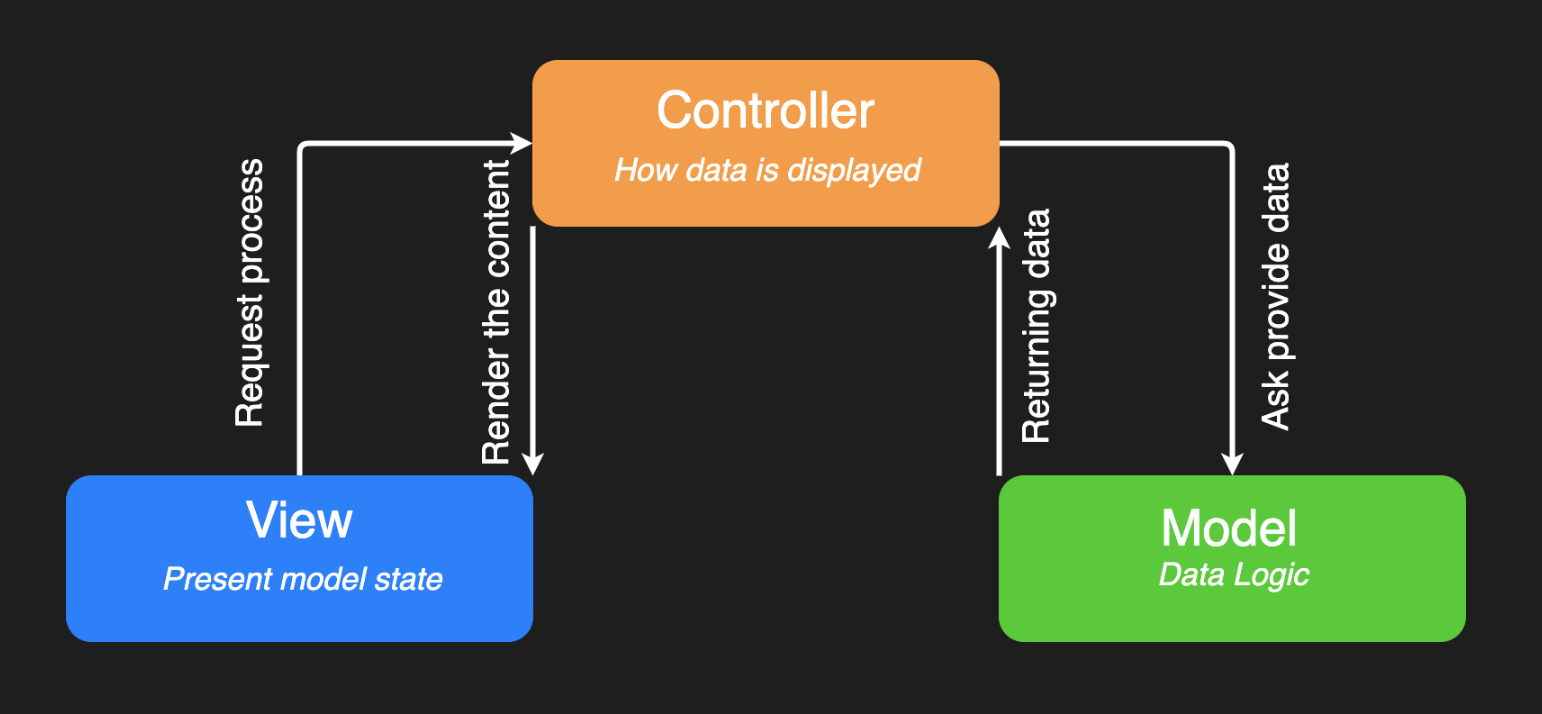 Controller
How data is displayed
Request process
Render the content
Returning data
Ask provide data
View
Present model state
Model
Data Logic